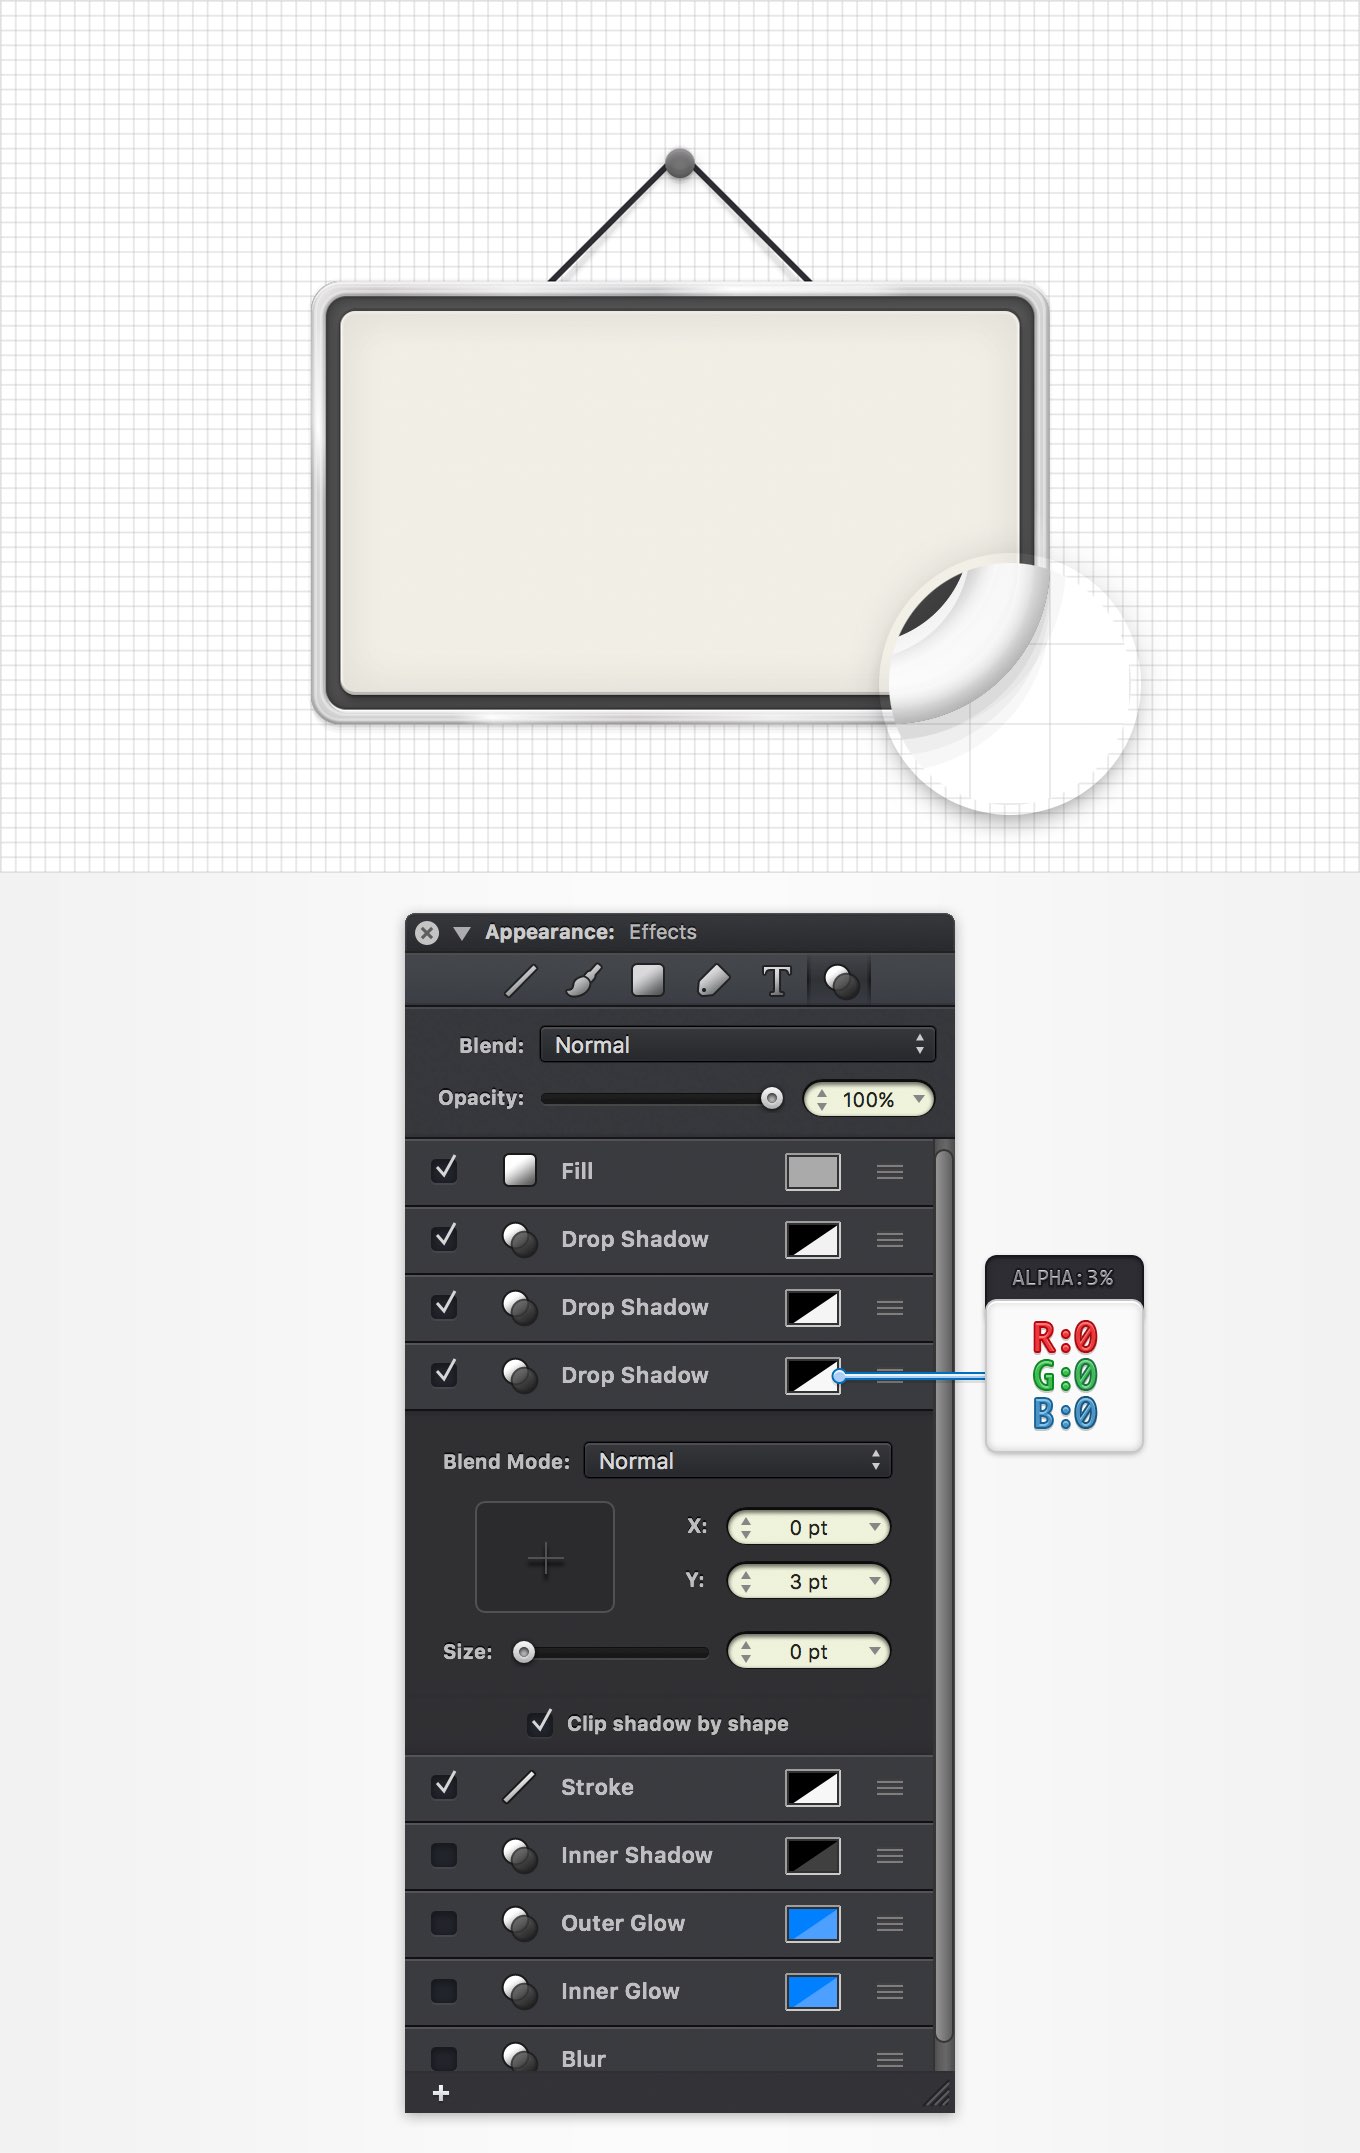 Appearance: Effects
T
Blend: Normal
Opacity: 100%
Fill
Drop Shadow
Drop Shadow
Drop Shadow
ALPHA:3%
R:0
G:0
B:0
Blend Mode: Normal
X: 0 pt
Y: 3 pt
Size: 0 pt
Clip shadow by shape
Stroke
Inner Shadow
Outer Glow
Inner Glow
Blur